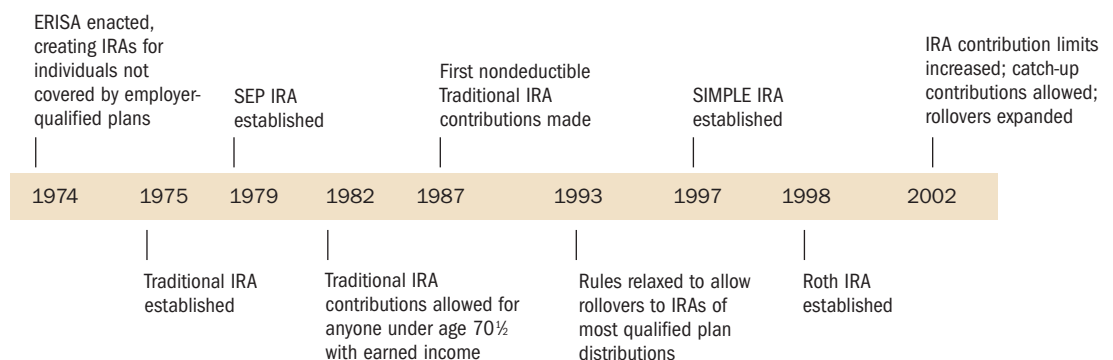 ERISA enacted,
creating IRAs for
individuals not
covered by employer-
qualified plans
SEP IRA
established
First nondeductible
Traditional IRA
contributions made
SIMPLE IRA
established
IRA contribution limits
increased; catch-up
contributions allowed;
rollovers expanded
1974 1975 1979 1982 1987 1993 1997 1998 2002
Traditional IRA
established
Traditional IRA
contributions allowed for
anyone under age 70½
with earned income
Rules relaxed to allow
rollovers to IRAs of
most qualified plan
distributions
Roth IRA
established